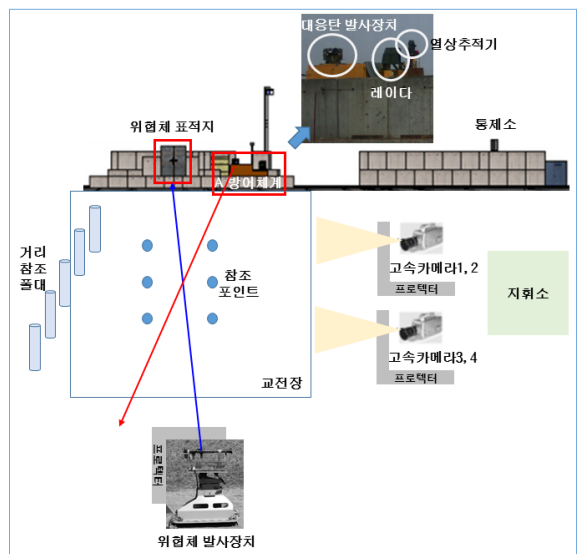 대응탄 발사장치
열상추적기
레이다
위협체 표적지
통제소
A 방어체계
거리
참조
폴대
참조
포인트
고속카메라1, 2
프로텍터
지휘소
고속카메라3, 4
프로텍터
교전장
프로텍터
위협체 발사장치